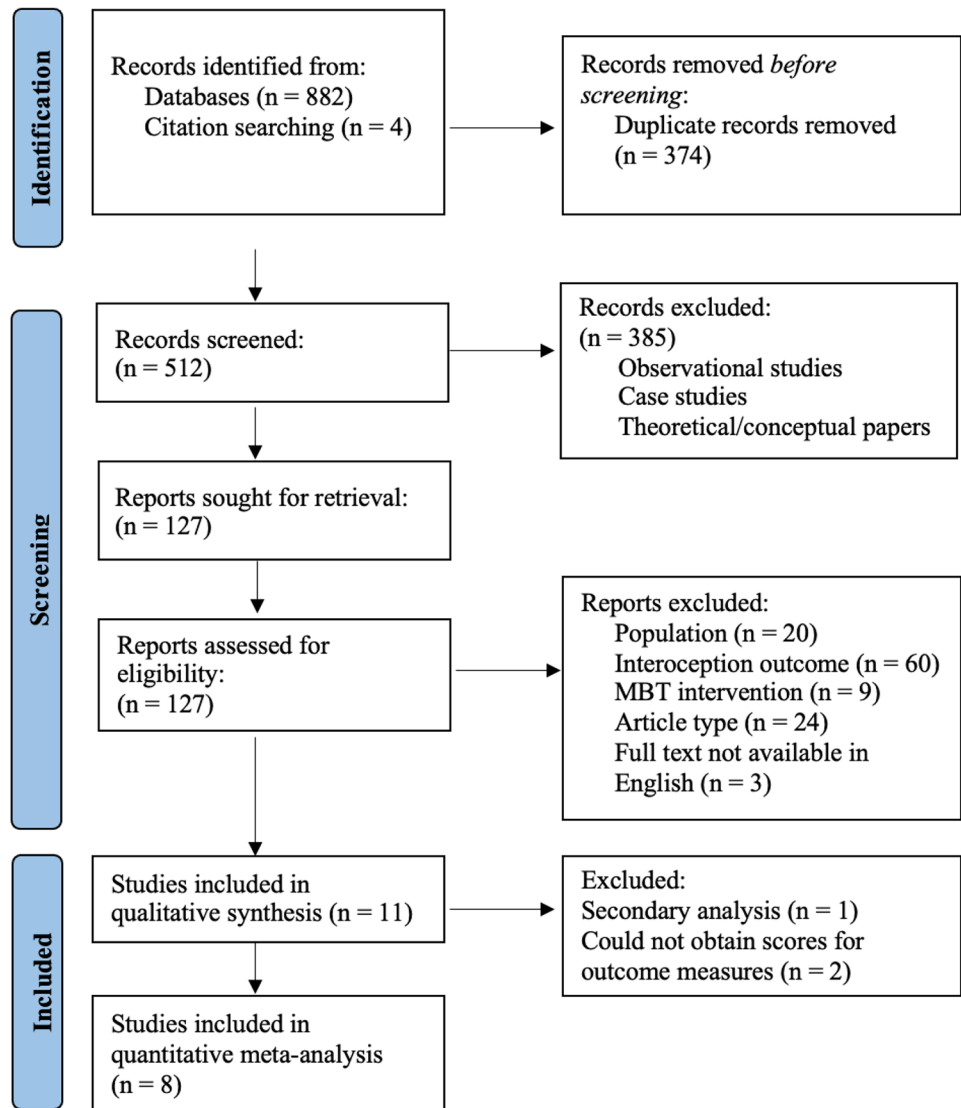 Identification
Records identified from:
Databases (n = 882)
Citation searching (n = 4)
Records removed before
screening:
Duplicate records removed
(n = 374)
Screening
Records screened:
(n = 512)
Records excluded:
(n = 385)
Observational studies
Case studies
Theoretical/conceptual papers
Reports sought for retrieval:
(n = 127)
Reports assessed for
eligibility:
(n = 127)
Reports excluded:
Population (n = 20)
Interoception outcome (n = 60)
MBT intervention (n = 9)
Article type (n = 24)
Full text not available in
English (n = 3)
Included
Studies included in
qualitative synthesis (n = 11)
Excluded:
Secondary analysis (n = 1)
Could not obtain scores for
outcome measures (n = 2)
Studies included in
quantitative meta-analysis
(n = 8)